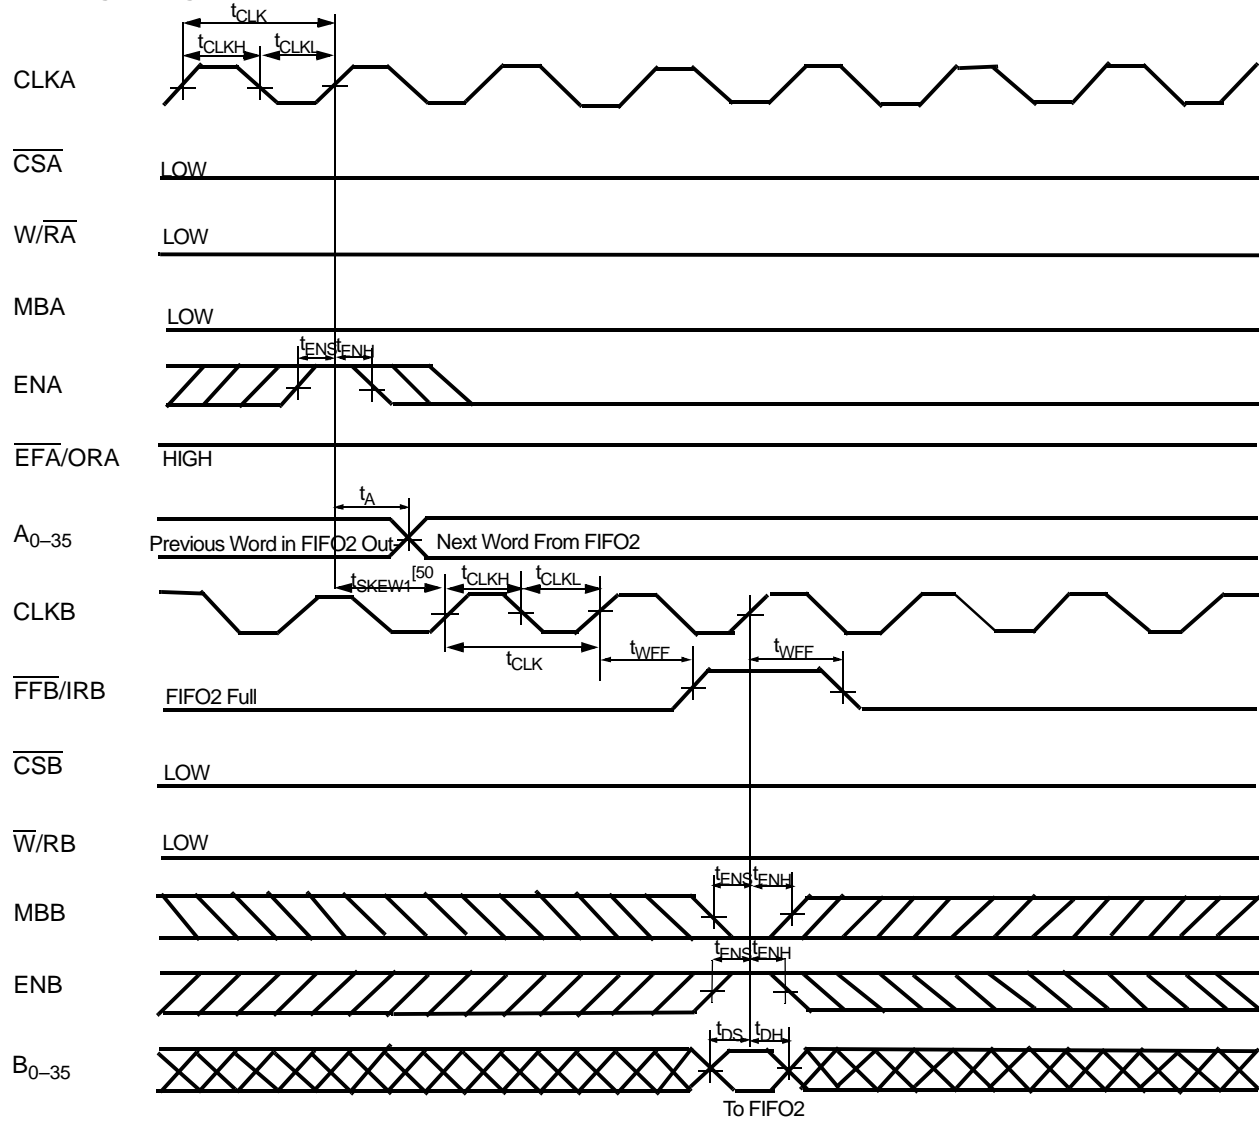 tCLK
tCLKH tCLKL
CLKA
CSA
LOW
W/RA
LOW
MBA
LOW
tENS tENH
ENA
EFA/ORA
HIGH
tA
A0–35
Previous Word in FIFO2 Out-
Next Word From FIFO2
tSKEW1[50
tCLKH tCLKL
CLKB
tCLK
tWFF tWFF
FFB/IRB
FIFO2 Full
CSB
LOW
W/RB
LOW
tENS tENH
MBB
tENS tENH
ENB
tDS tDH
B0–35
To FIFO2